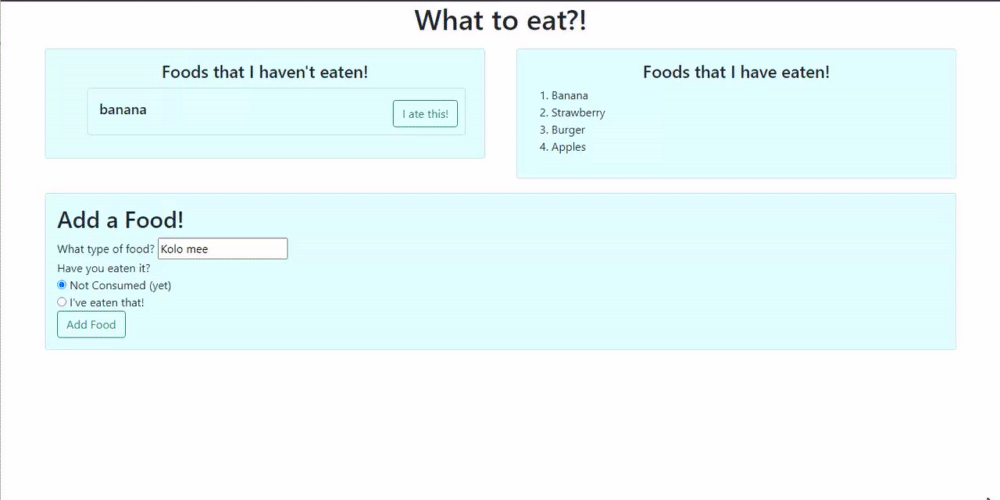 What to eat?!
Foods that I haven't eaten!
banana
I ate this!
Foods that I have eaten!
1. Banana
2. Strawberry
3. Burger
4. Apples
Add a Food!
What type of food? Kolo mee
Have you eaten it?
Not Consumed (yet)
I've eaten that!
Add Food